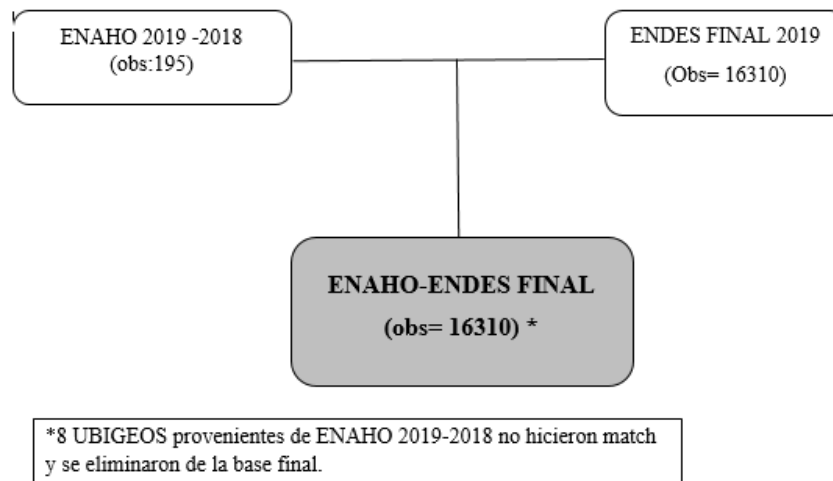 ENAHO 2019 -2018
(obs:195)
ENDES FINAL 2019
(Obs= 16310)
ENAHO-ENDES FINAL
(obs= 16310) *
*8 UBIGEOS provenientes de ENAHO 2019-2018 no hicieron match
y se eliminaron de la base final.